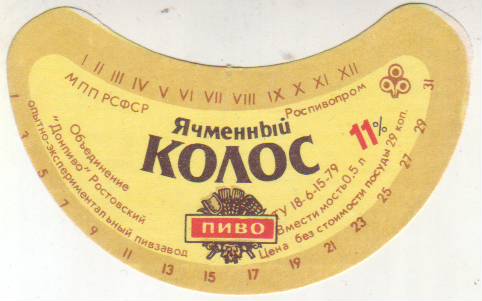 I II III IV V VI VII VIII IX X XI XII
МПП РСФСР
Роспивопром
Ячменный
КОЛОС
11%
Объединение
"Донпиво" Ростовский
опытно-экспериментальный пивзавод
ПИВО
ТУ 18-6-15-79
Вместимость 0,5 л
Цена без стоимости посуды 29 коп.
1 3 5 7 9 11 13 15 17 19 21 23 25 27 29 31